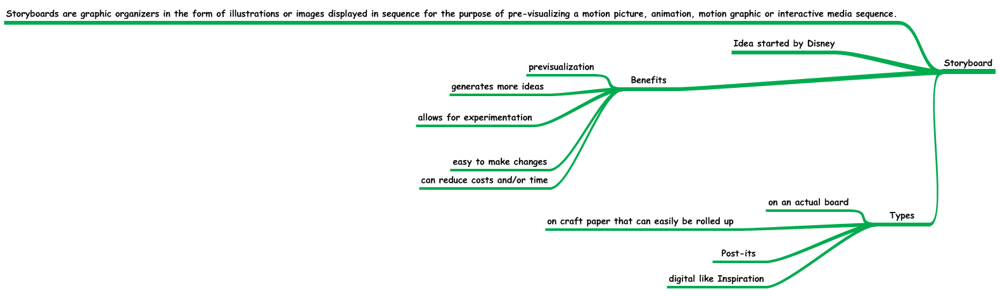 Storyboards are graphic organizers in the form of illustrations or images displayed in sequence for the purpose of pre-visualizing a motion picture, animation, motion graphic or interactive media sequence.
Idea started by Disney
Storyboard
previsualization
Benefits
generates more ideas
allows for experimentation
easy to make changes
can reduce costs and/or time
on an actual board
Types
on craft paper that can easily be rolled up
Post-its
digital like Inspiration